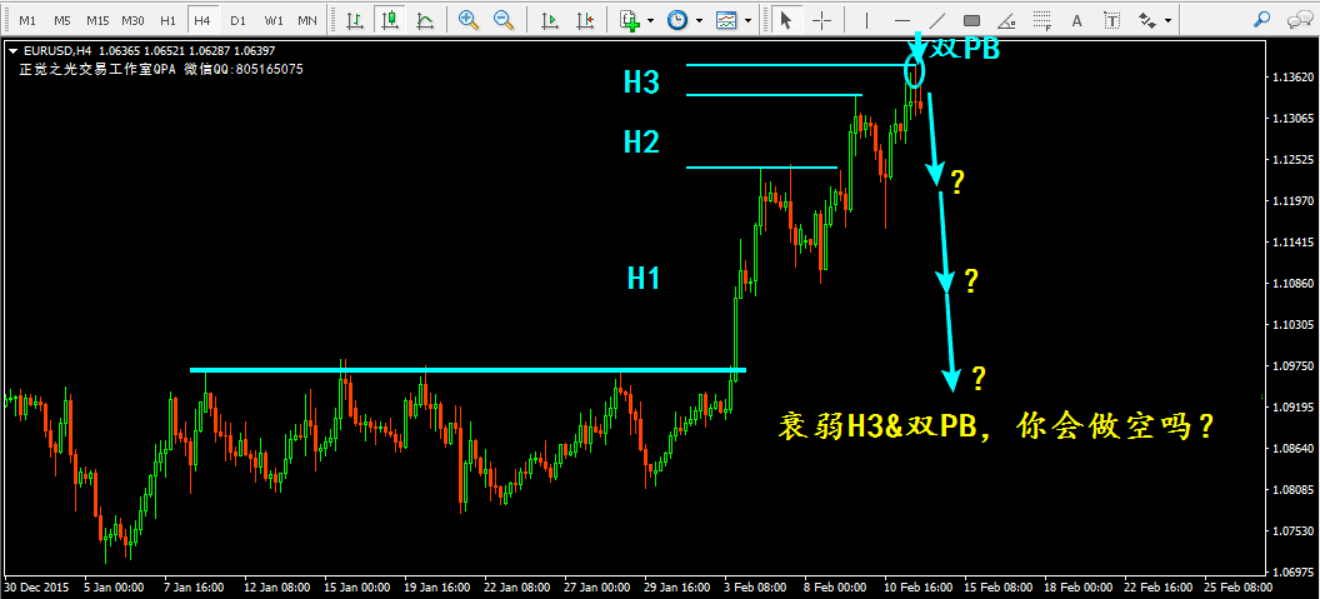 M1 M5 M15 M30 H1 H4 D1 W1 MN A T
EURUSD,H4 1.06365 1.06521 1.06287 1.06397
正觉之光交易工作室QPA 微信QQ:805165075
双PB
H3
H2
H1
?
?
?
衰弱H3&双PB，你会做空吗?
1.13620
1.13065
1.12525
1.11970
1.11415
1.10860
1.10305
1.09750
1.09195
1.08640
1.08085
1.07530
1.06975
30 Dec 2015 5 Jan 00:00 7 Jan 16:00 12 Jan 08:00 15 Jan 00:00 19 Jan 16:00 22 Jan 08:00 27 Jan 00:00 29 Jan 16:00 3 Feb 08:00 8 Feb 00:00 10 Feb 16:00 15 Feb 08:00 18 Feb 00:00 22 Feb 16:00 25 Feb 08:00